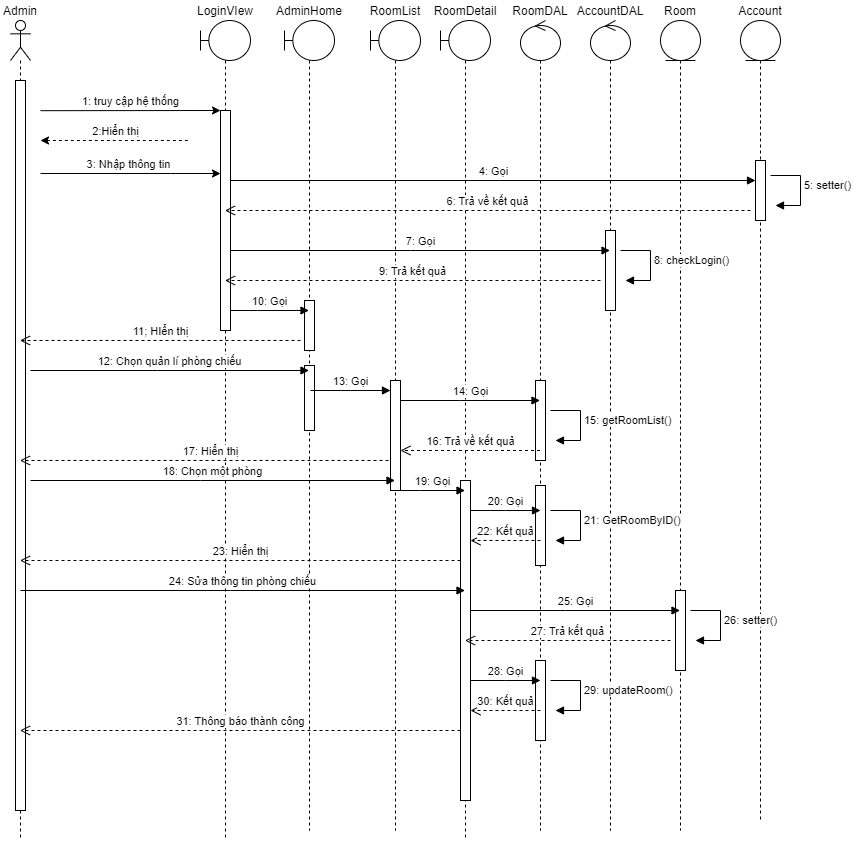 Admin
LoginVIew
AdminHome
RoomList
RoomDetail
RoomDAL
AccountDAL
Room
Account
1: truy cập hệ thống
2:Hiển thị
3: Nhập thông tin
4: Gọi
5: setter()
6: Trả về kết quả
7: Gọi
8: checkLogin()
9: Trả kết quả
10: Gọi
11; HIển thị
12: Chọn quản lí phòng chiếu
13: Gọi
14: Gọi
15: getRoomList()
16: Trả về kết quả
17: Hiển thị
18: Chọn một phòng
19: Gọi
20: Gọi
21: GetRoomByID()
22: Kết quả
23: Hiển thị
24: Sửa thông tin phòng chiếu
25: Gọi
26: setter()
27: Trả kết quả
28: Gọi
29: updateRoom()
30: Kết quả
31: Thông báo thành công